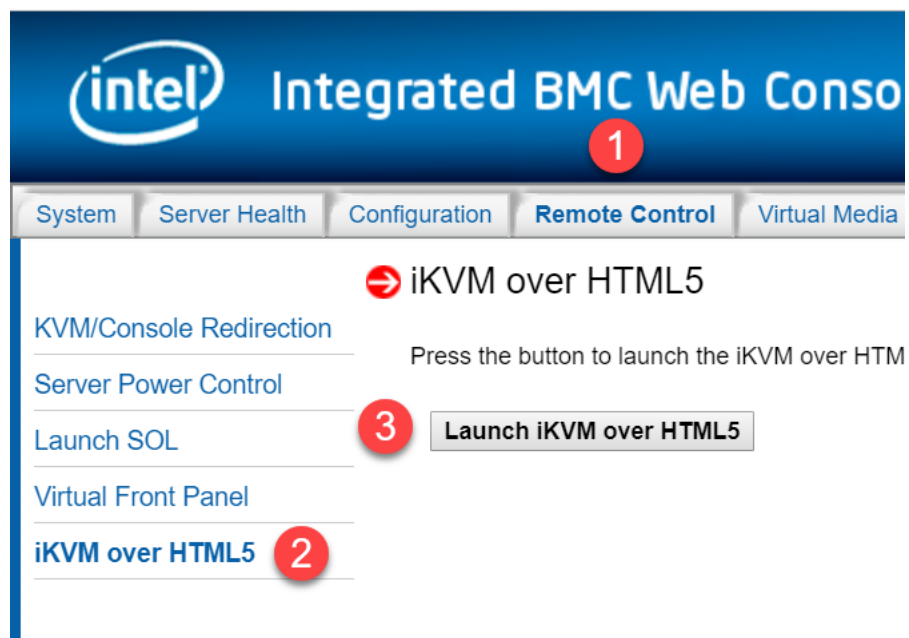 intel Integrated BMC Web Conso
1
System Server Health Configuration Remote Control Virtual Media
iKVM over HTML5
KVM/Console Redirection
Press the button to launch the iKVM over HTM
Server Power Control
3 Launch iKVM over HTML5
Launch SOL
Virtual Front Panel
iKVM over HTML5 2